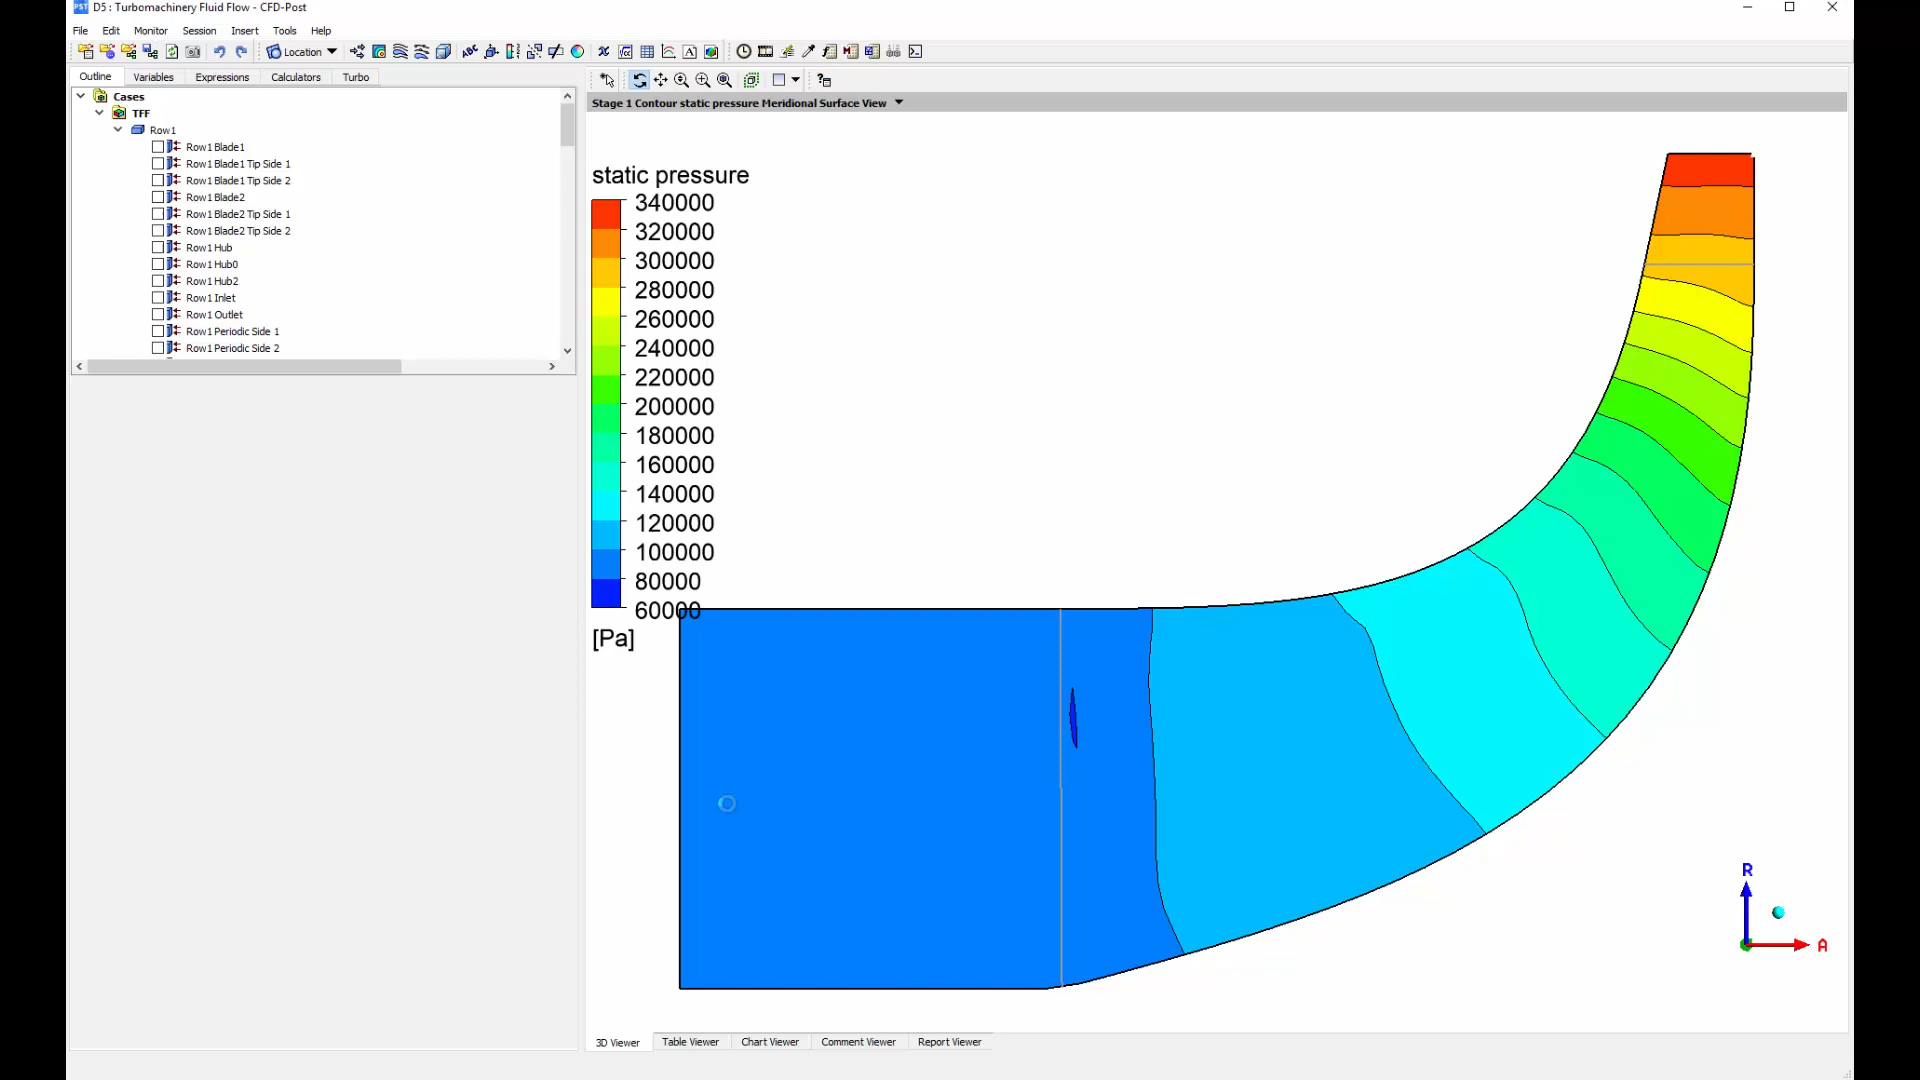 D5 : Turbomachinery Fluid Flow - CFD-Post
File Edit Monitor Session Insert Tools Help
Location
Outline Variables Expressions Calculators Turbo
Cases
TFF
Row1
Row1 Blade1
Row1 Blade1 Tip Side 1
Row1 Blade1 Tip Side 2
Row1 Blade2
Row1 Blade2 Tip Side 1
Row1 Blade2 Tip Side 2
Row1 Hub
Row1 Hub0
Row1 Hub2
Row1 Inlet
Row1 Outlet
Row1 Periodic Side 1
Row1 Periodic Side 2
Stage 1 Contour static pressure Meridional Surface View
static pressure
340000
320000
300000
280000
260000
240000
220000
200000
180000
160000
140000
120000
100000
80000
60000
[Pa]
R
A
3D Viewer Table Viewer Chart Viewer Comment Viewer Report Viewer